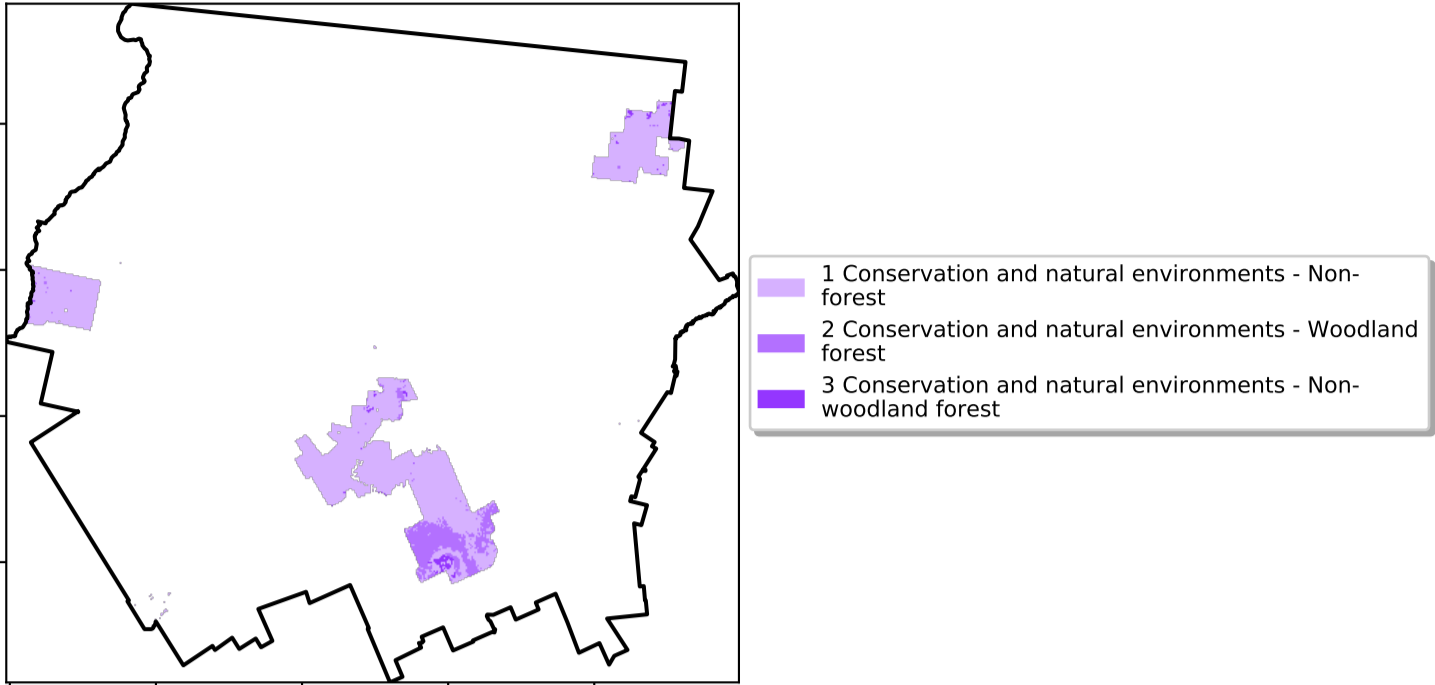 1 Conservation and natural environments - Non-
forest
2 Conservation and natural environments - Woodland
forest
3 Conservation and natural environments - Non-
woodland forest